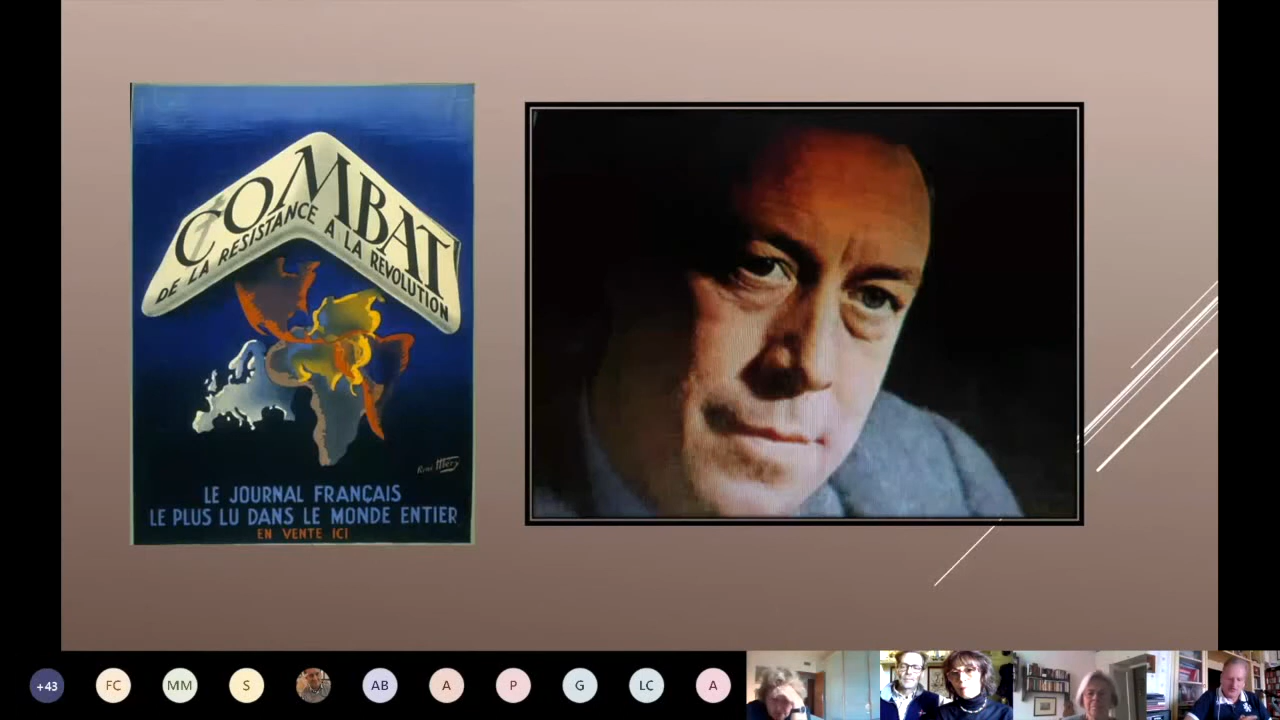 COMBAT
DE LA RESISTANCE A LA REVOLUTION
LE JOURNAL FRANÇAIS
LE PLUS LU DANS LE MONDE ENTIER
EN VENTE ICI
+43 FC MM S AB A P G LC A